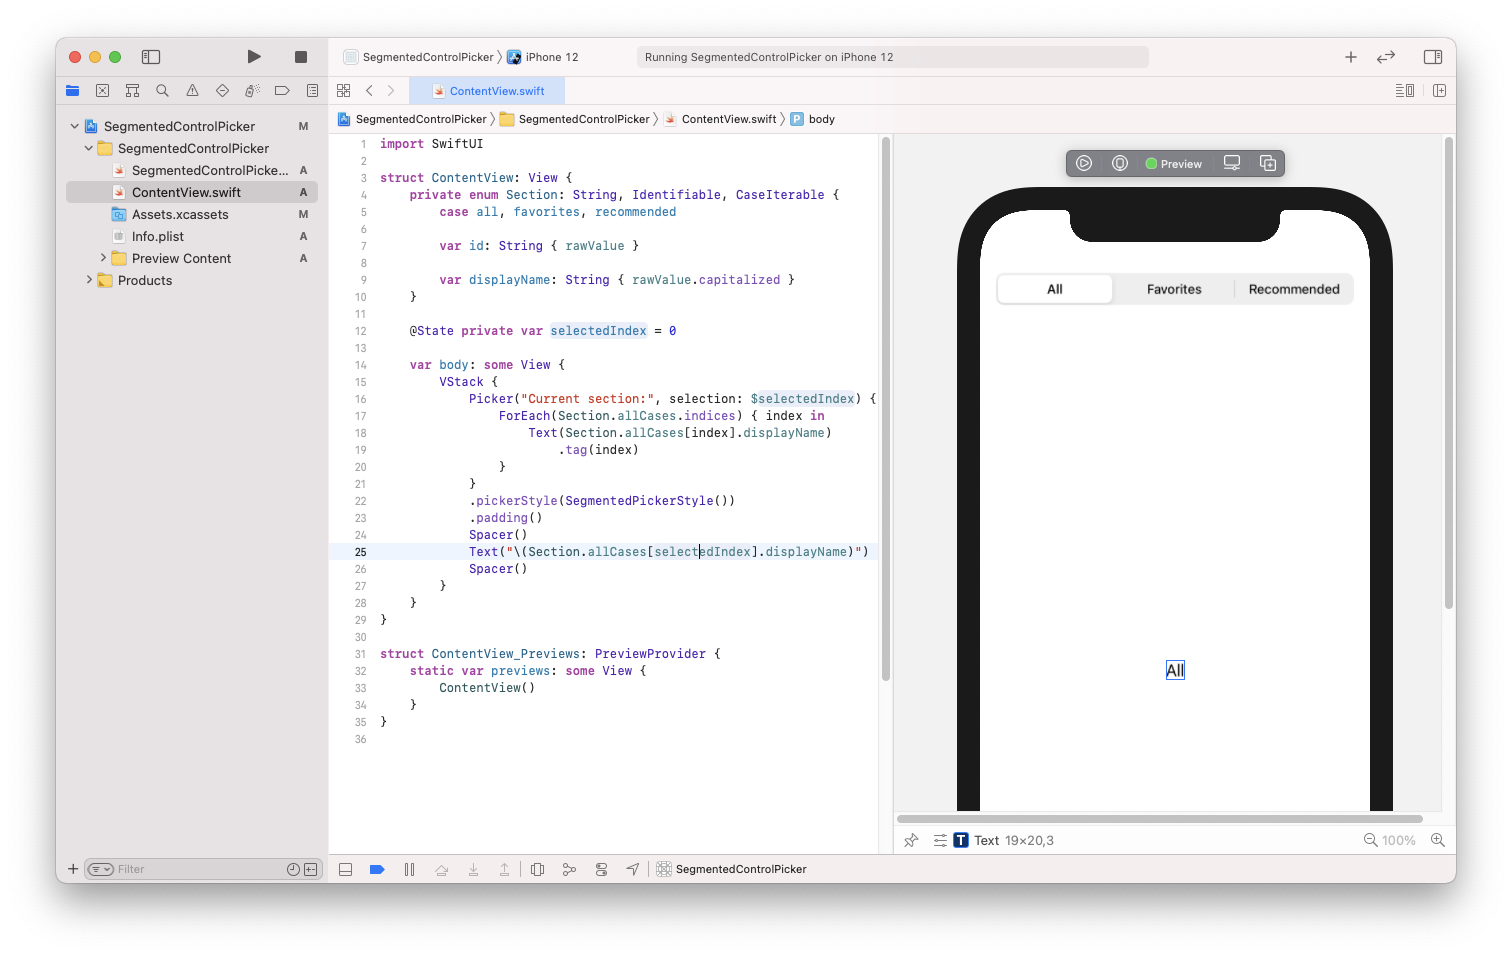 SegmentedControlPicker
iPhone 12
Running SegmentedControlPicker on iPhone 12
ContentView.swift
SegmentedControlPicker
SegmentedControlPicker
ContentView.swift
P
body
SegmentedControlPicker M
SegmentedControlPicker
SegmentedControlPicke... A
ContentView.swift A
Assets.xcassets M
Info.plist A
Preview Content A
Products
1 import SwiftUI
2
3 struct ContentView: View {
4 private enum Section: String, Identifiable, CaseIterable {
5 case all, favorites, recommended
6
7 var id: String { rawValue }
8
9 var displayName: String { rawValue.capitalized }
10 }
11
12 @State private var selectedIndex = 0
13
14 var body: some View {
15 VStack {
16 Picker("Current section:", selection: $selectedIndex) {
17 ForEach(Section.allCases.indices) { index in
18 Text(Section.allCases[index].displayName)
19 .tag(index)
20 }
21 }
22 .pickerStyle(SegmentedPickerStyle())
23 .padding()
24 Spacer()
25 Text("\(Section.allCases[selectedIndex].displayName)")
26 Spacer()
27 }
28 }
29 }
30
31 struct ContentView_Previews: PreviewProvider {
32 static var previews: some View {
33 ContentView()
34 }
35 }
36
Preview
All
Favorites
Recommended
All
T
Text 19×20,3
100%
Filter
SegmentedControlPicker